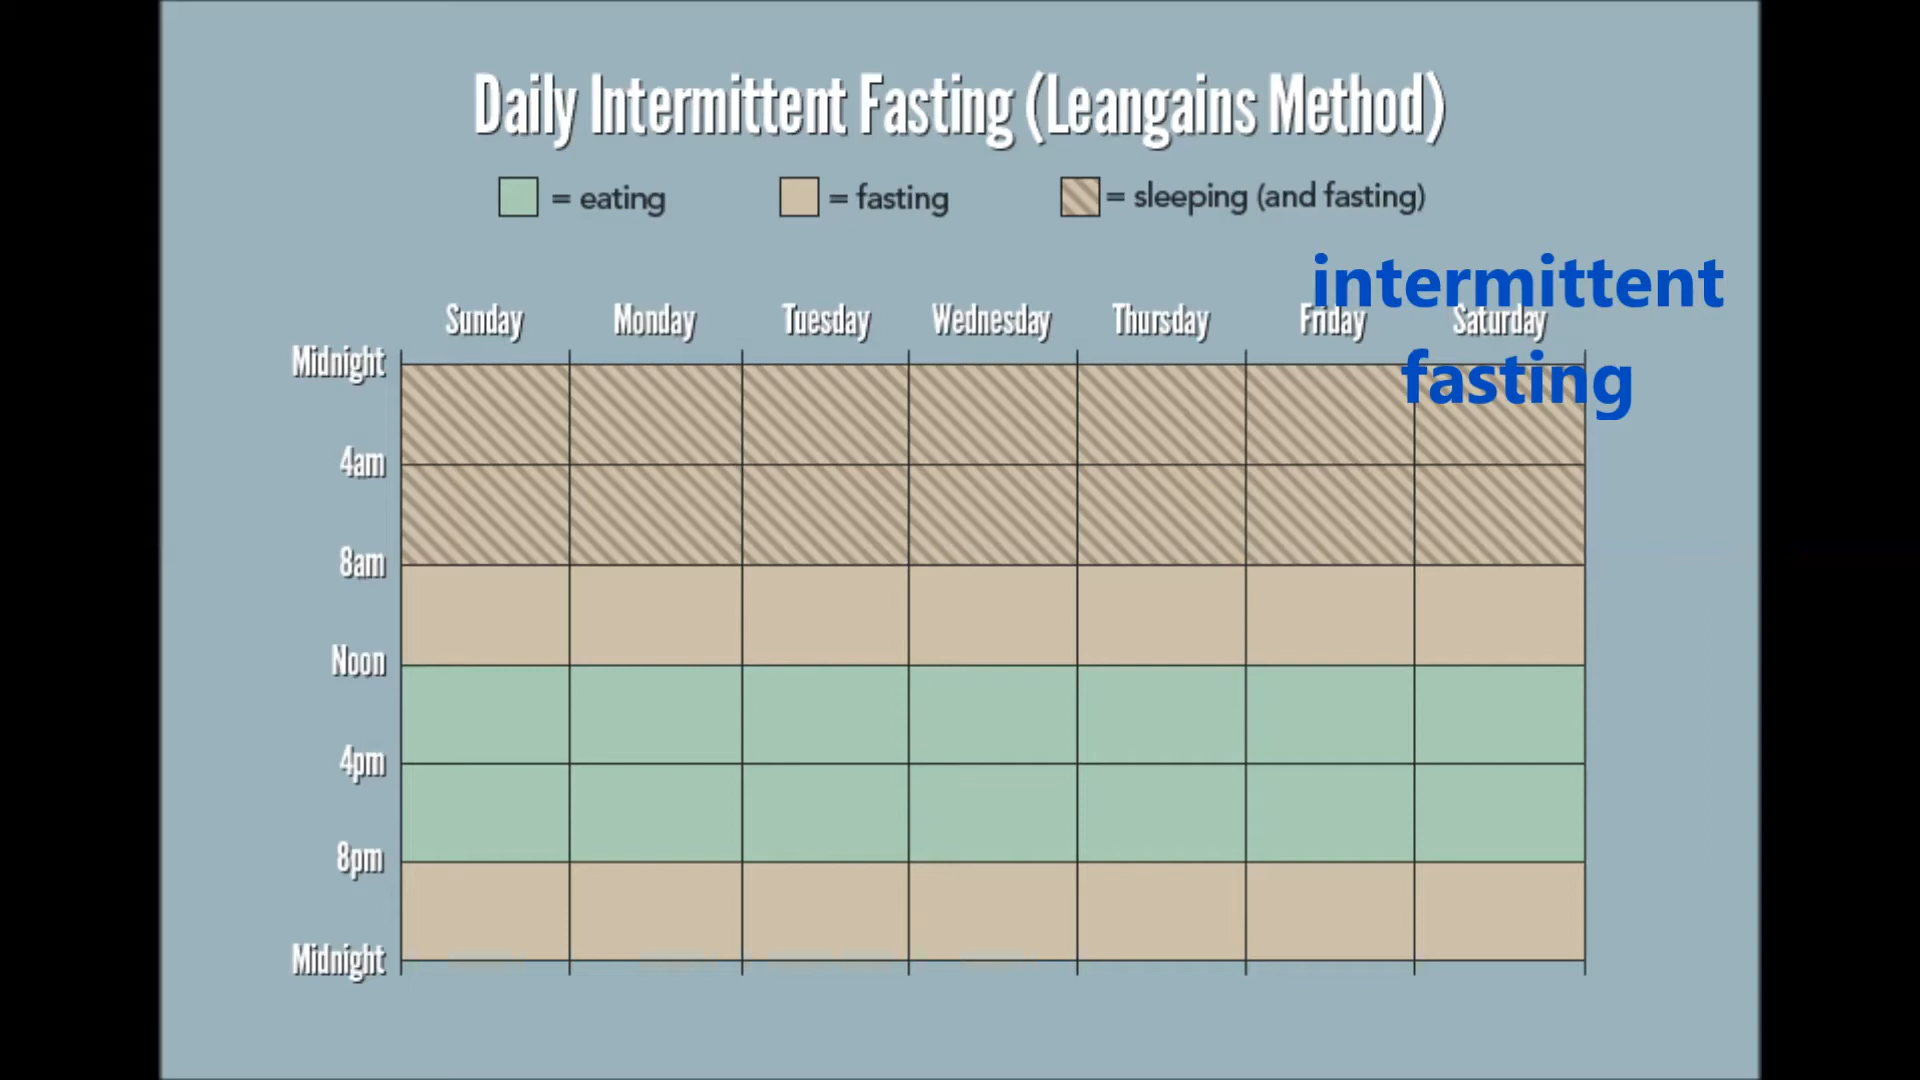 Daily Intermittent Fasting (Leangains Method)
= eating = fasting = sleeping (and fasting)
intermittent
fasting
Sunday Monday Tuesday Wednesday Thursday Friday Saturday
Midnight
4am
8am
Noon
4pm
8pm
Midnight